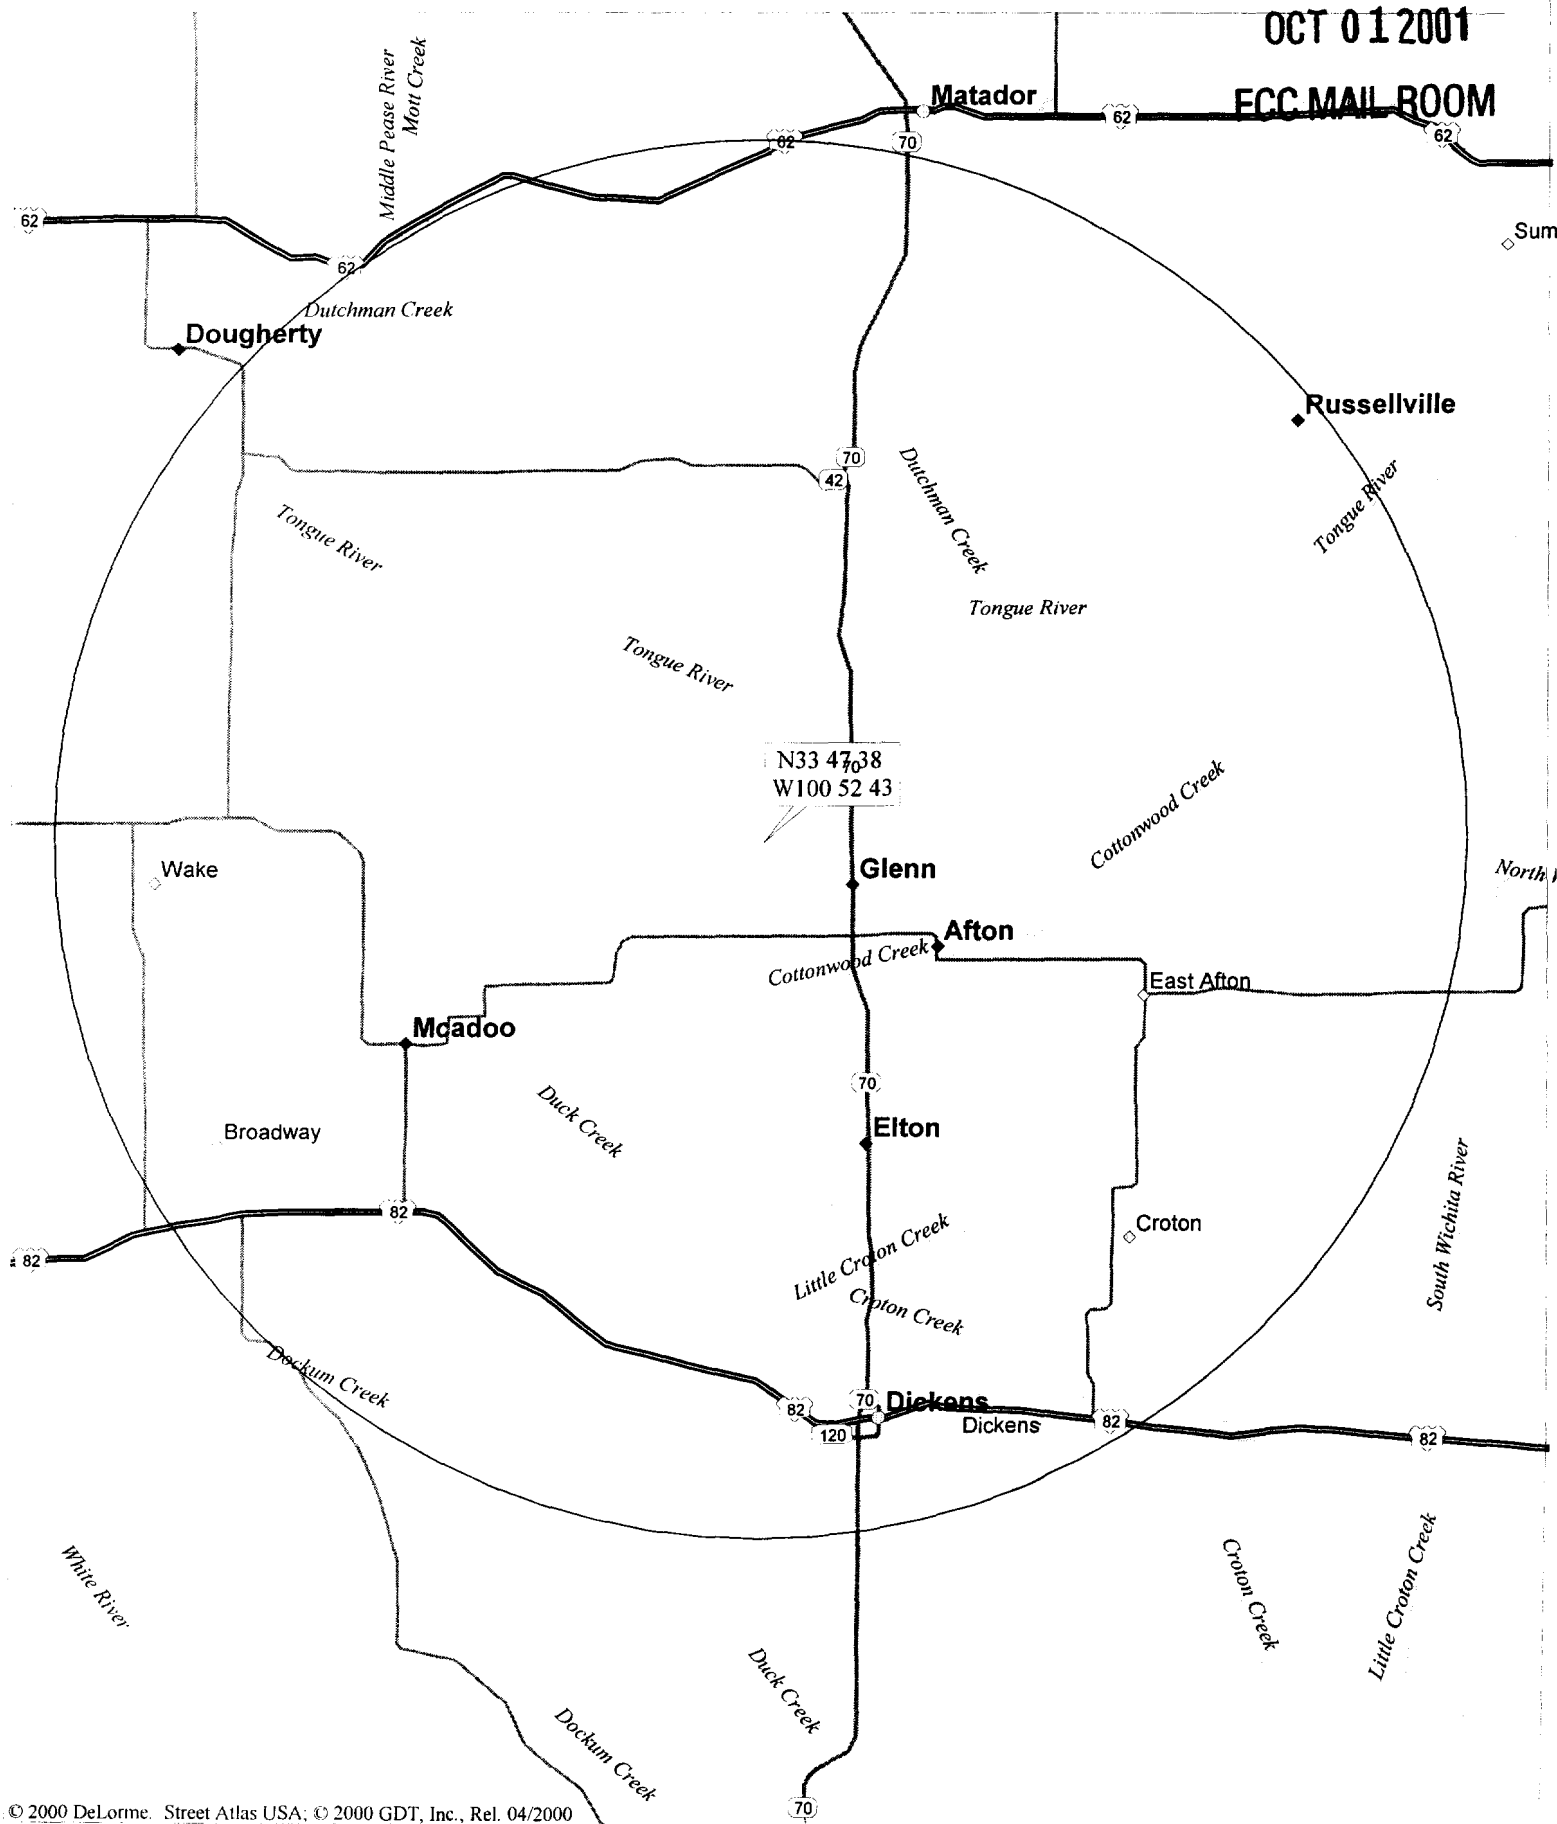 OCT 01 2001
FCC MAIL ROOM
Middle Pease River
Mott Creek
Matador
62
62
62
70
62
Sum
62
Dutchman Creek
Dougherty
Russellville
70
42
Dutchman Creek
Tongue River
Tongue River
Tongue River
Tongue River
N33 47 38
70
W100 52 43
Cottonwood Creek
Wake
Glenn
North
Afton
Cottonwood Creek
East Afton
Mcadoo
70
Duck Creek
Elton
Broadway
South Wichita River
82
Croton
Little Croton Creek
82
Croton Creek
Dockum Creek
70
Dickens
82
Dickens
82
120
82
White River
Croton Creek
Little Croton Creek
Duck Creek
Dockum Creek
70
© 2000 DeLorme. Street Atlas USA; © 2000 GDT, Inc., Rel. 04/2000